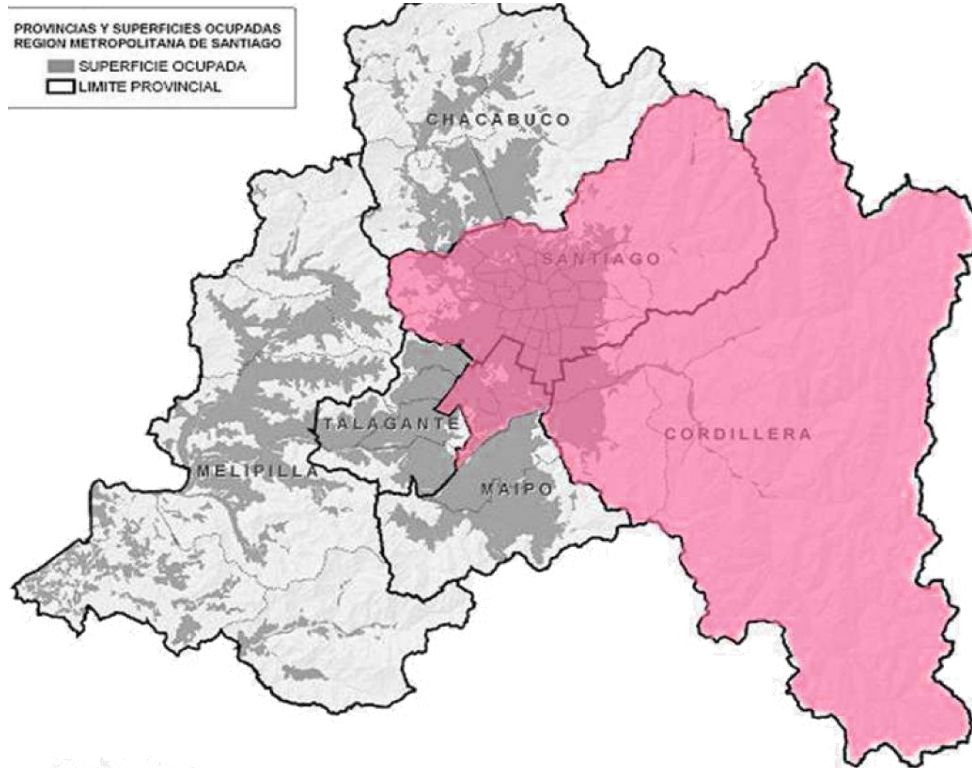 PROVINCIAS Y SUPERFICIES OCUPADAS
REGION METROPOLITANA DE SANTIAGO
SUPERFICIE OCUPADA
LIMITE PROVINCIAL
CHACABUCO
SANTIAGO
TALAGANTE
CORDILLERA
MELIPILLA
MAIPO